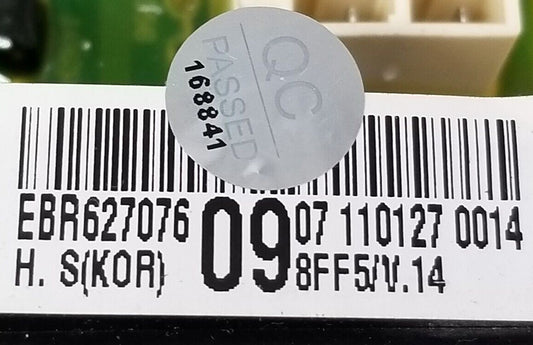 QC
PASSED
168841
EBR627076 09 07 110127 0014
H. S(KOR) 8FF5/V.14